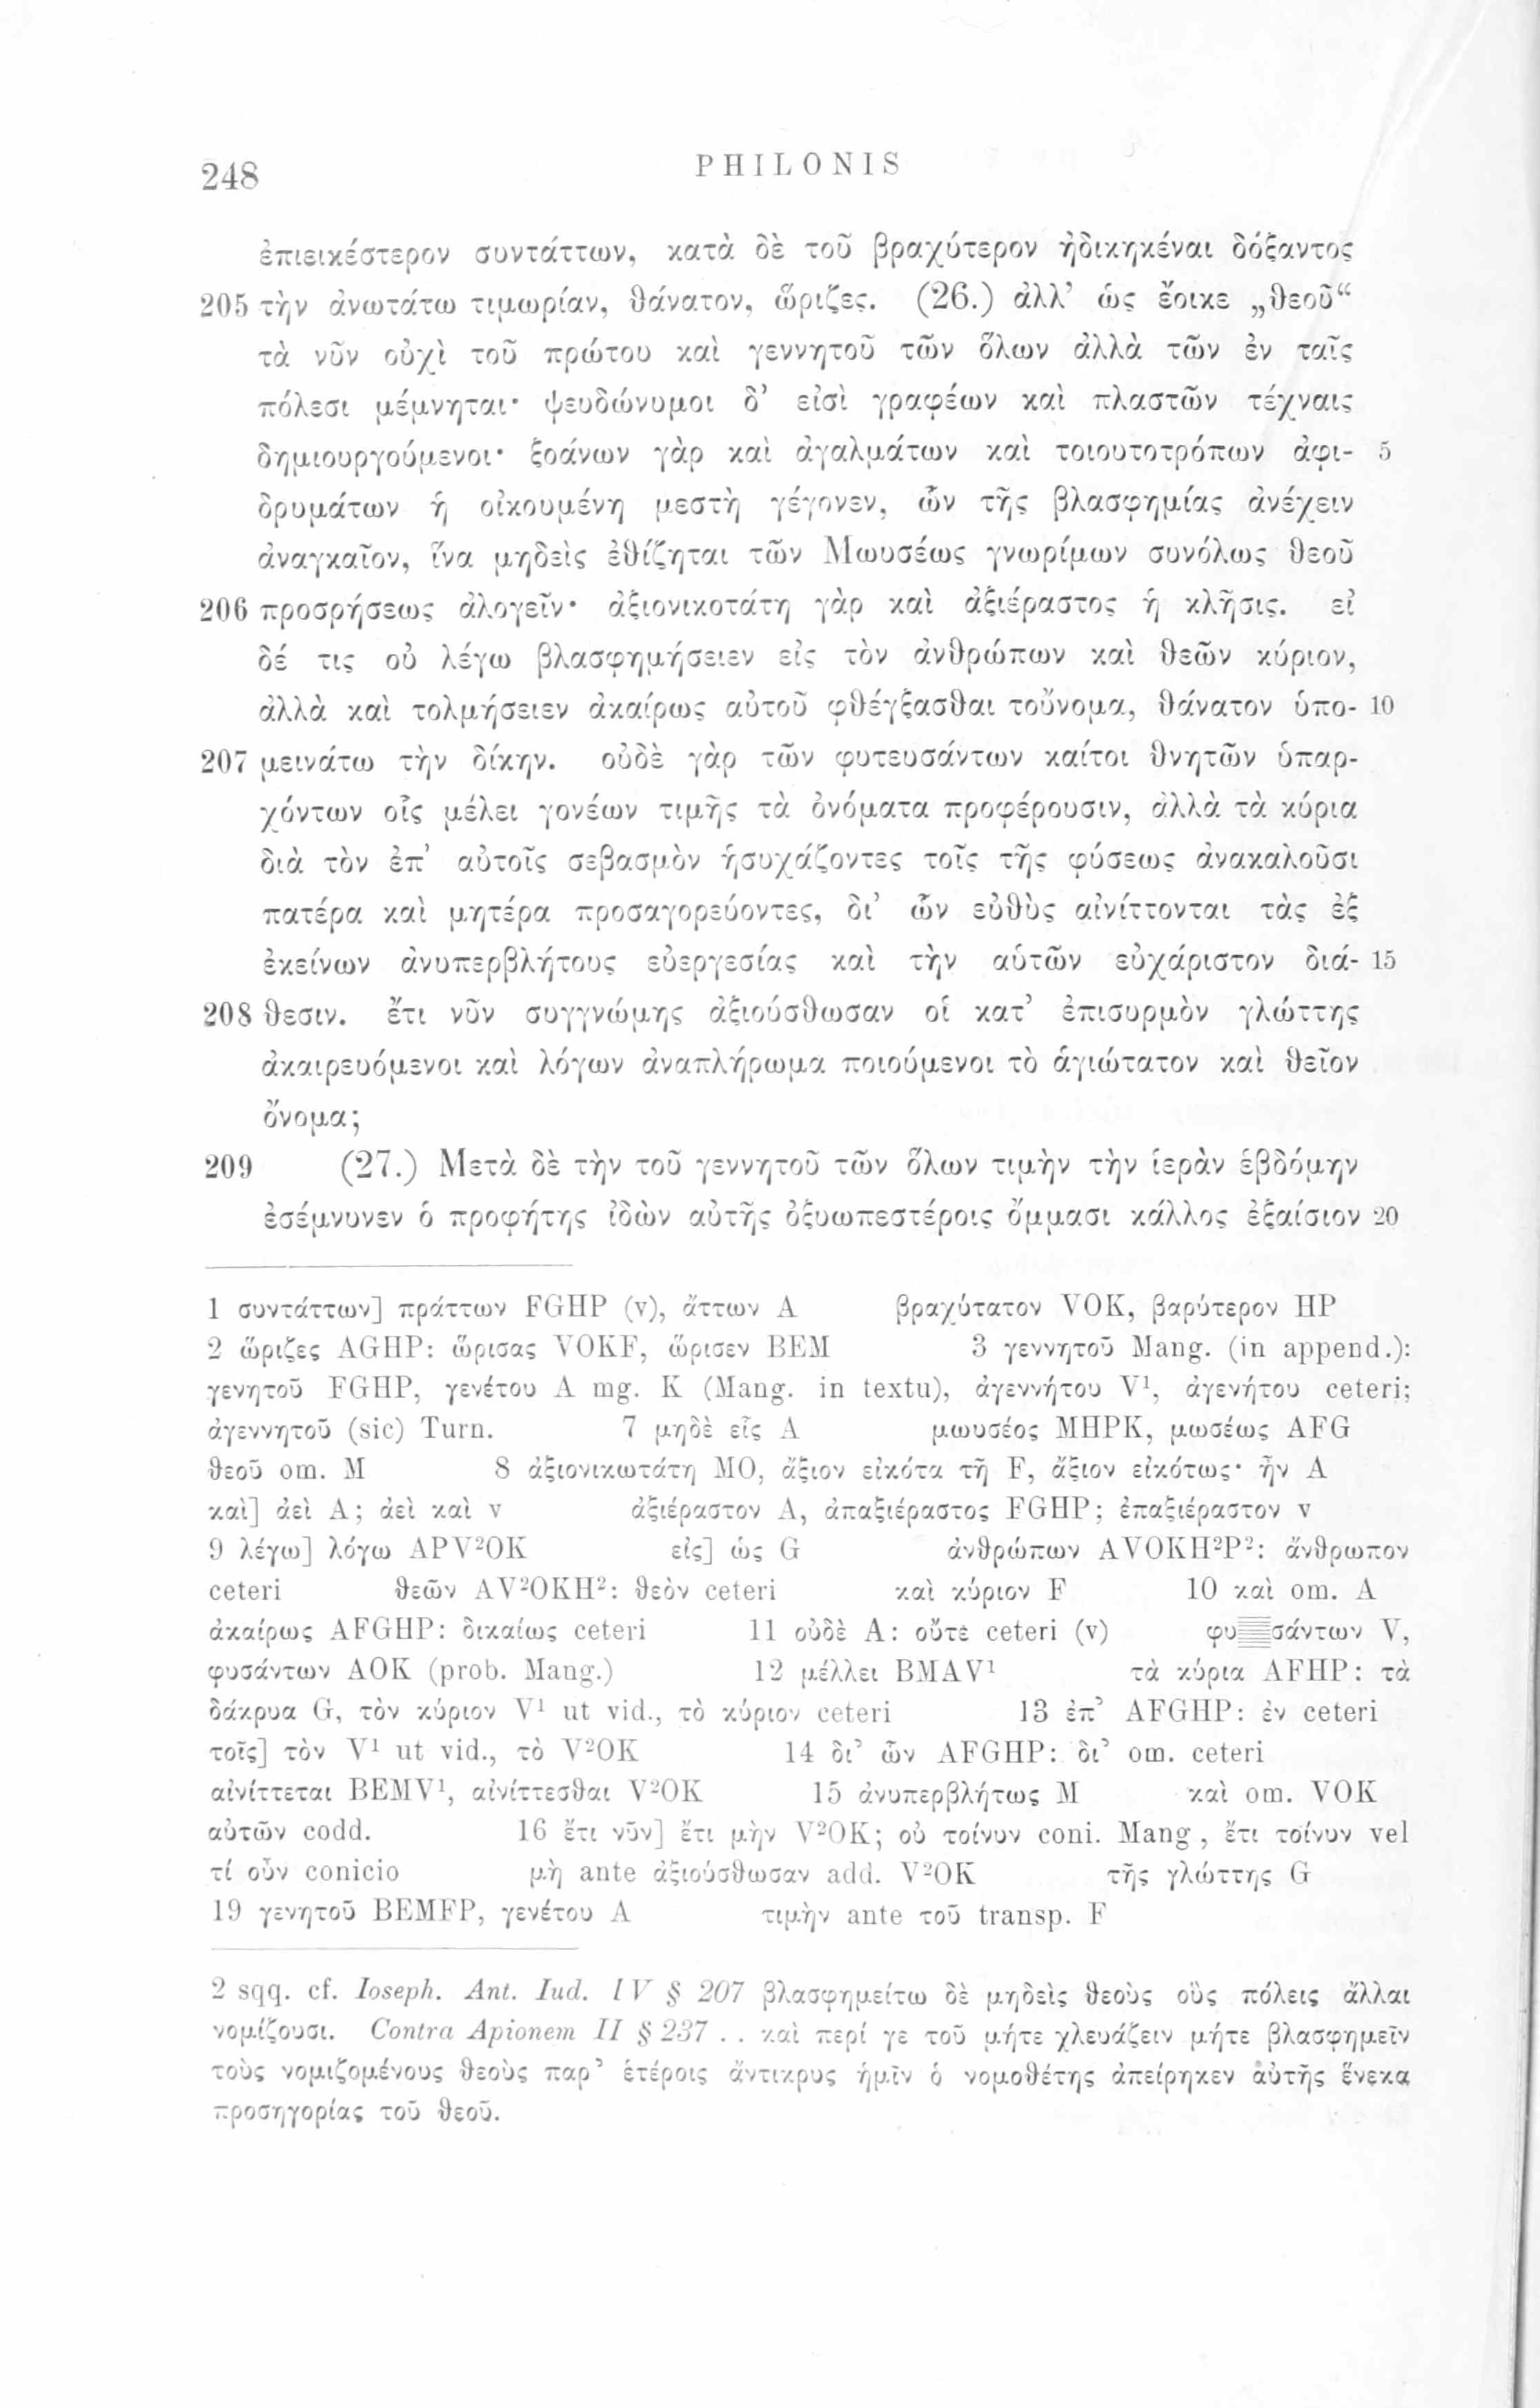 248
PHILONIS
ἐπιεικέστερον συντάττων, κατὰ δὲ τοῦ βραχύτερον ἠδικηκέναι δόξαντος
205 τὴν ἀνωτάτω τιμωρίαν, θάνατον, ὥριζες. (26.) ἀλλ’ ὡς ἔοικε „θεοῦ“
τὰ νῦν οὐχὶ τοῦ πρώτου καὶ γεννητοῦ τῶν ὅλων ἀλλὰ τῶν ἐν ταῖς
πόλεσι μέμνηται· ψευδώνυμοι δ’ εἰσὶ γραφέων καὶ πλαστῶν τέχναις
δημιουργούμενοι· ξοάνων γὰρ καὶ ἀγαλμάτων καὶ τοιουτοτρόπων ἀφι- 5
δρυμάτων ἡ οἰκουμένη μεστὴ γέγονεν, ὧν τῆς βλασφημίας ἀνέχειν
ἀναγκαῖον, ἵνα μηδεὶς ἐθίζηται τῶν Μωυσέως γνωρίμων συνόλως θεοῦ
206 προσρήσεως ἀλογεῖν· ἀξιονικοτάτη γὰρ καὶ ἀξιέραστος ἡ κλῆσις. εἰ
δέ τις οὐ λέγω βλασφημήσειεν εἰς τὸν ἀνθρώπων καὶ θεῶν κύριον,
ἀλλὰ καὶ τολμήσειεν ἀκαίρως αὐτοῦ φθέγξασθαι τοὔνομα, θάνατον ὑπο- 10
207 μεινάτω τὴν δίκην. οὐδὲ γὰρ τῶν φυτευσάντων καίτοι θνητῶν ὑπαρ-
χόντων οἷς μέλει γονέων τιμῆς τὰ ὀνόματα προφέρουσιν, ἀλλὰ τὰ κύρια
διὰ τὸν ἐπ’ αὐτοῖς σεβασμὸν ἡσυχάζοντες τοῖς τῆς φύσεως ἀνακαλοῦσι
πατέρα καὶ μητέρα προσαγορεύοντες, δι’ ὧν εὐθὺς αἰνίττονται τὰς ἐξ
ἐκείνων ἀνυπερβλήτους εὐεργεσίας καὶ τὴν αὑτῶν εὐχάριστον διά- 15
208 θεσιν. ἔτι νῦν συγγνώμης ἀξιούσθωσαν οἱ κατ’ ἐπισυρμὸν γλώττης
ἀκαιρευόμενοι καὶ λόγων ἀναπλήρωμα ποιούμενοι τὸ ἁγιώτατον καὶ θεῖον
ὄνομα;
209 (27.) Μετὰ δὲ τὴν τοῦ γεννητοῦ τῶν ὅλων τιμὴν τὴν ἱερὰν ἑβδόμην
ἐσέμνυνεν ὁ προφήτης ἰδὼν αὐτῆς ὀξυωπεστέροις ὄμμασι κάλλος ἐξαίσιον 20
1 συντάττων] πράττων FGHP (v), ἄττων A βραχύτατον VOK, βαρύτερον HP
2 ὥριζες AGHP: ὥρισας VOKF, ὥρισεν BEM 3 γεννητοῦ Mang. (in append.):
γενητοῦ FGHP, γενέτου A mg. K (Mang. in textu), ἀγεννήτου V¹, ἀγενήτου ceteri;
ἀγεννητοῦ (sic) Turn. 7 μηδὲ εἷς A μωυσέος MHPK, μωσέως AFG
θεοῦ om. M 8 ἀξιονικωτάτη MO, ἄξιον εἰκότα τῇ F, ἄξιον εἰκότως· ἦν A
καὶ] ἀεὶ A; ἀεὶ καὶ v ἀξιέραστον A, ἀπαξιέραστος FGHP; ἐπαξιέραστον v
9 λέγω] λόγω APV²OK εἰς] ὡς G ἀνθρώπων AVOKH²P²: ἄνθρωπον
ceteri θεῶν AV²OKH²: θεὸν ceteri καὶ κύριον F 10 καὶ om. A
ἀκαίρως AFGHP: δικαίως ceteri 11 οὐδὲ A: οὔτε ceteri (v) φυ σάντων V,
φυσάντων AOK (prob. Mang.) 12 μέλλει BMAV¹ τὰ κύρια AFHP: τὰ
δάκρυα G, τὸν κύριον V¹ ut vid., τὸ κύριον ceteri 13 ἐπ’ AFGHP: ἐν ceteri
τοῖς] τὸν V¹ ut vid., τὸ V²OK 14 δι’ ὧν AFGHP: δι’ om. ceteri
αἰνίττεται BEMV¹, αἰνίττεσθαι V²OK 15 ἀνυπερβλήτως M καὶ om. VOK
αὐτῶν codd. 16 ἔτι νῦν] ἔτι μὴν V²OK; οὐ τοίνυν coni. Mang , ἔτι τοίνυν vel
τί οὖν conicio μὴ ante ἀξιούσθωσαν add. V²OK τῆς γλώττης G
19 γενητοῦ BEMFP, γενέτου A τιμὴν ante τοῦ transp. F
2 sqq. cf. Ioseph. Ant. Iud. IV § 207 βλασφημείτω δὲ μηδεὶς θεοὺς οὓς πόλεις ἄλλαι
νομίζουσι. Contra Apionem II § 237 . . καὶ περί γε τοῦ μήτε χλευάζειν μήτε βλασφημεῖν
τοὺς νομιζομένους θεοὺς παρ’ ἑτέροις ἄντικρυς ἡμῖν ὁ νομοθέτης ἀπείρηκεν αὐτῆς ἕνεκα
προσηγορίας τοῦ θεοῦ.